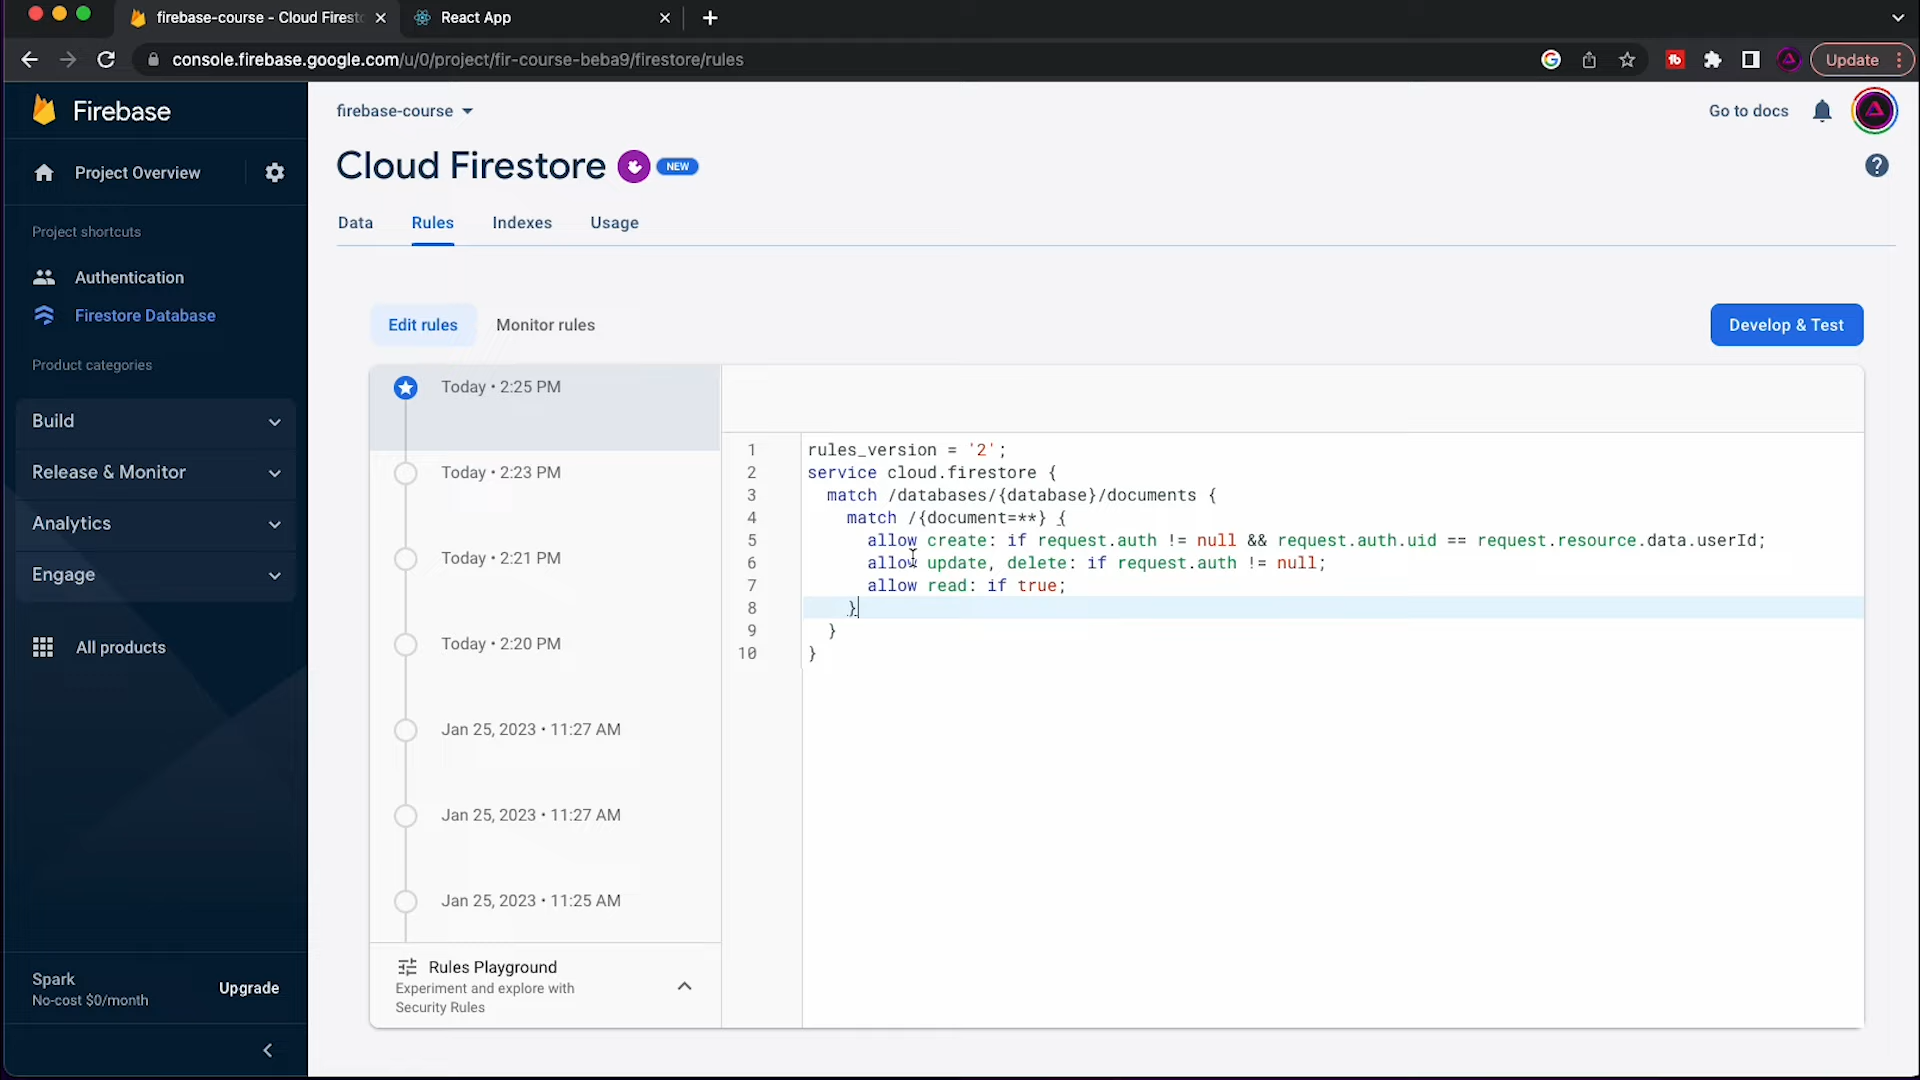 firebase-course - Cloud Firest
React App
console.firebase.google.com/u/0/project/fir-course-beba9/firestore/rules
Update
Firebase
firebase-course
Go to docs
Project Overview
Cloud Firestore
NEW
Data
Rules
Indexes
Usage
Project shortcuts
Authentication
Firestore Database
Product categories
Build
Release & Monitor
Analytics
Engage
All products
Spark
No-cost $0/month
Upgrade
Edit rules
Monitor rules
Develop & Test
Today • 2:25 PM
Today • 2:23 PM
Today • 2:21 PM
Today • 2:20 PM
Jan 25, 2023 • 11:27 AM
Jan 25, 2023 • 11:27 AM
Jan 25, 2023 • 11:25 AM
Rules Playground
Experiment and explore with
Security Rules
1 rules_version = '2';
2 service cloud.firestore {
3   match /databases/{database}/documents {
4     match /{document=**} {
5       allow create: if request.auth != null && request.auth.uid == request.resource.data.userId;
6       allow update, delete: if request.auth != null;
7       allow read: if true;
8     }
9   }
10 }